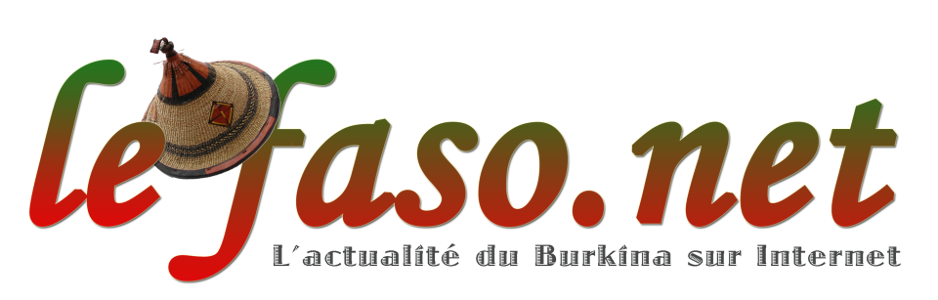 lefaso.net
L'actualité du Burkina sur Internet